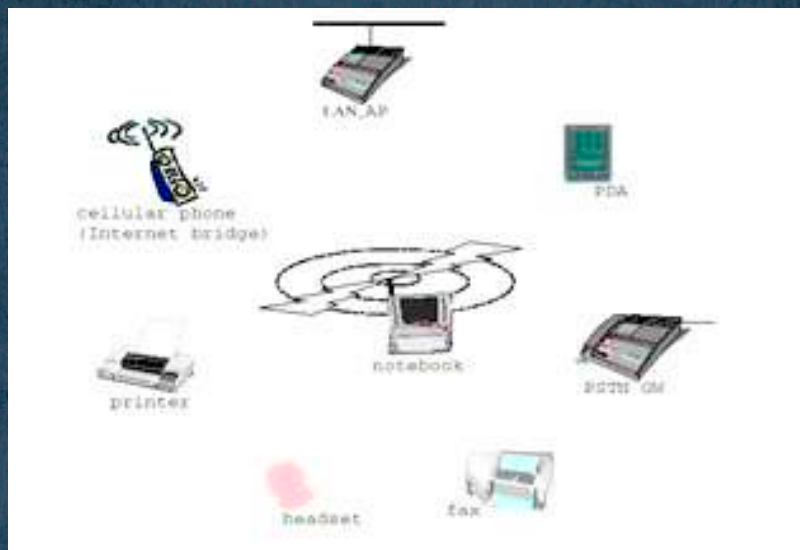 LAN_AP
PDA
cellular phone
(Internet bridge)
notebook
PSTN GW
printer
headset
fax